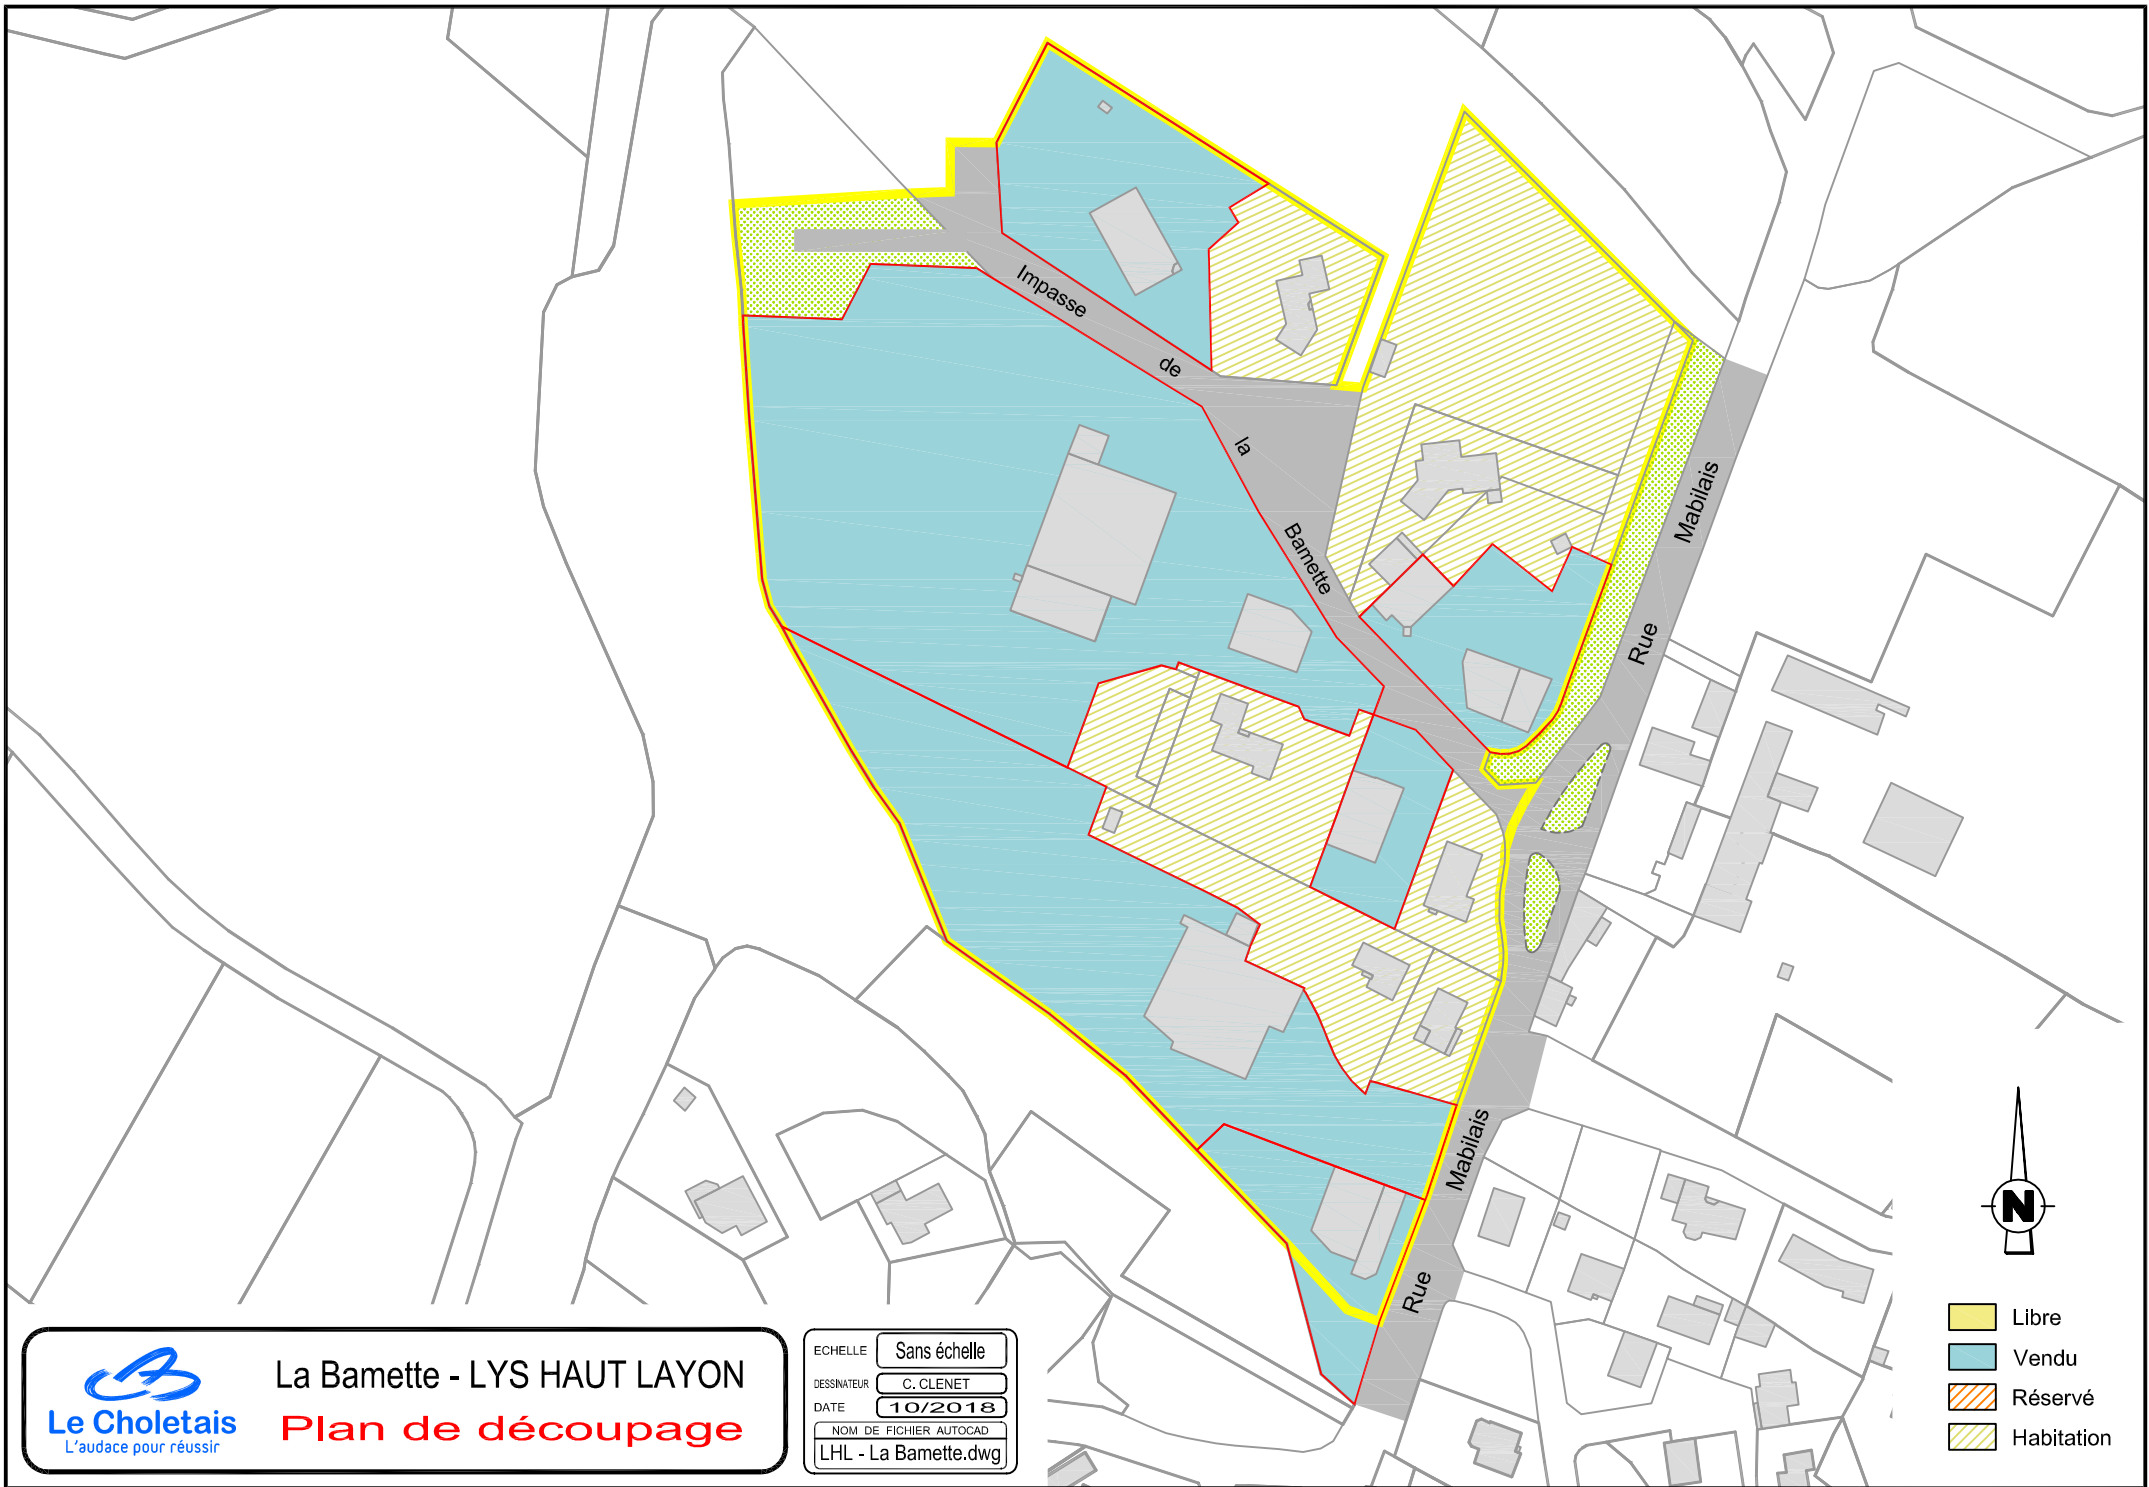 Impasse
de
la
Bamette
Rue Mabilais
Rue Mabilais
N
Libre
Vendu
Réservé
Habitation
Le Choletais
L'audace pour réussir
La Bamette - LYS HAUT LAYON
Plan de découpage
ECHELLE Sans échelle
DESSINATEUR C. CLENET
DATE 10/2018
NOM DE FICHIER AUTOCAD
LHL - La Bamette.dwg